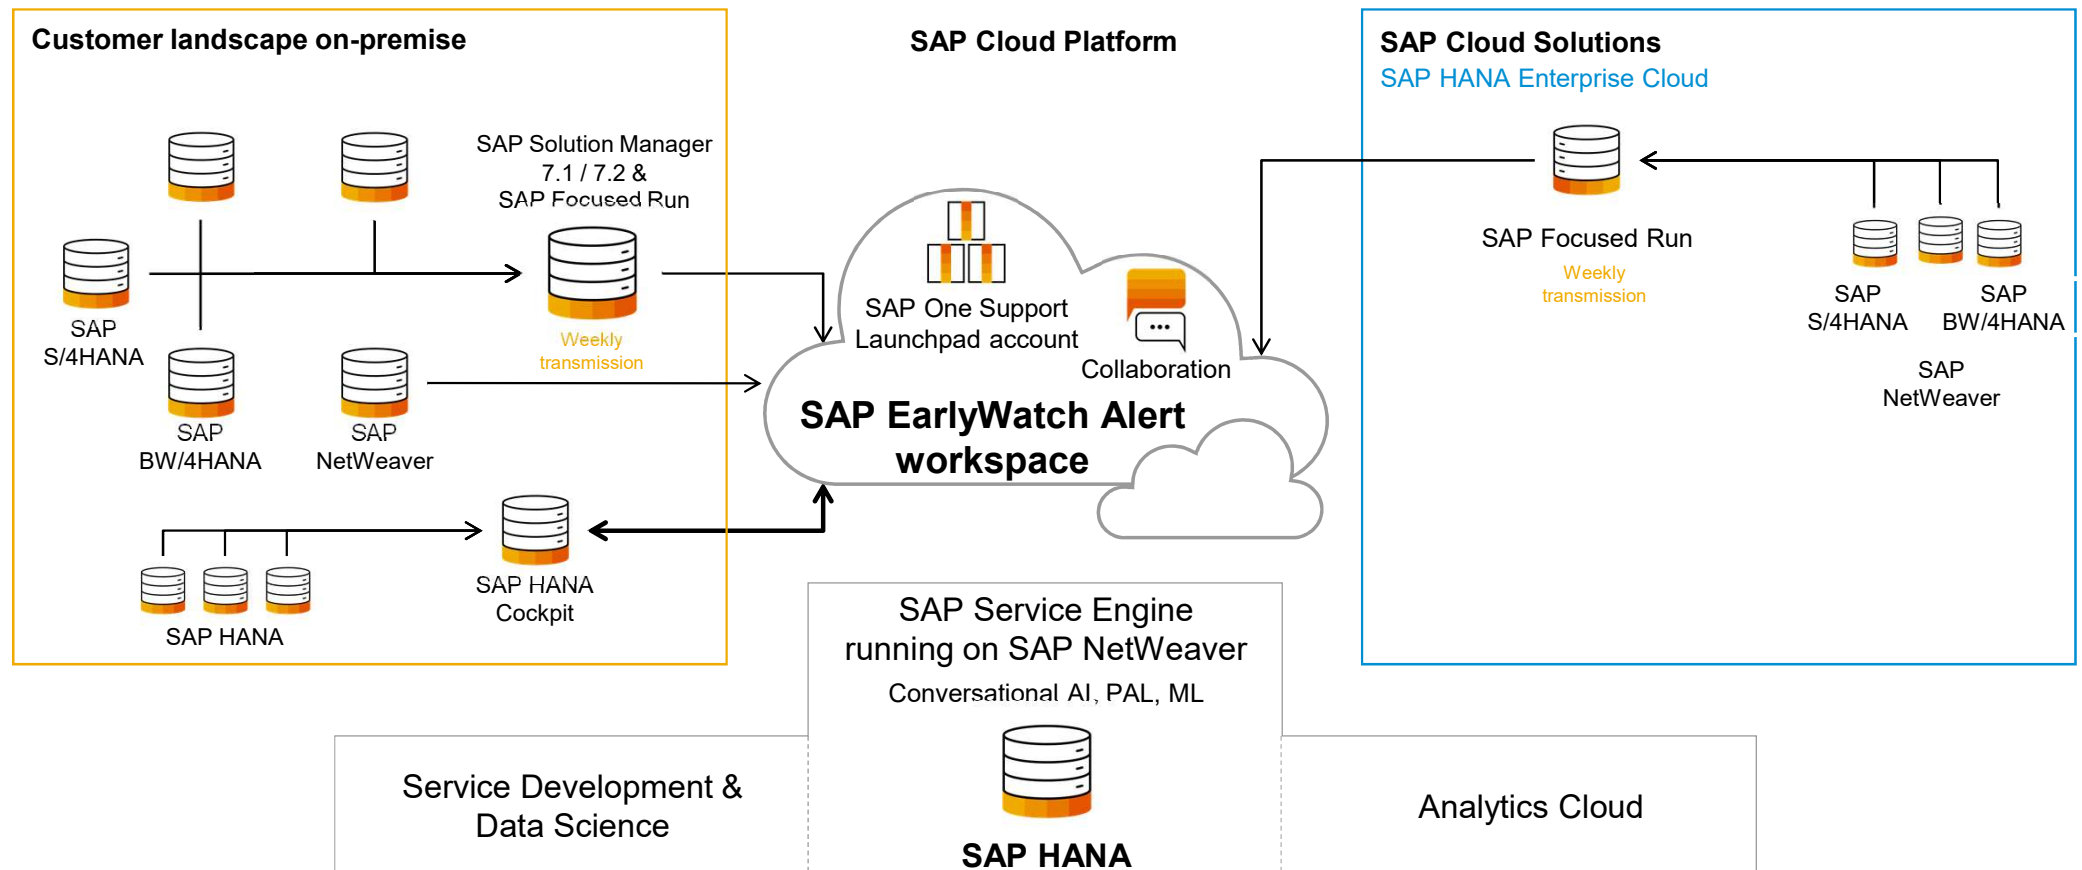 Customer landscape on-premise
SAP Solution Manager
7.1 / 7.2 &
SAP Focused Run
Weekly
transmission
SAP
S/4HANA
SAP
BW/4HANA
SAP
NetWeaver
SAP HANA
SAP HANA
Cockpit
SAP Cloud Platform
SAP One Support
Launchpad account
Collaboration
SAP EarlyWatch Alert
workspace
SAP Cloud Solutions
SAP HANA Enterprise Cloud
SAP Focused Run
Weekly
transmission
SAP
S/4HANA
SAP
BW/4HANA
SAP
NetWeaver
SAP Service Engine
running on SAP NetWeaver
Conversational AI, PAL, ML
SAP HANA
Service Development &
Data Science
Analytics Cloud